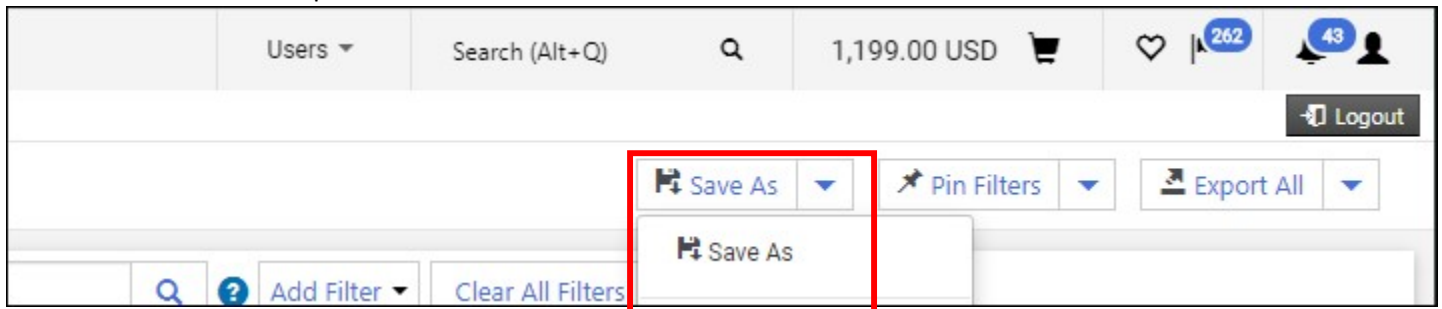 Users Search (Alt+Q) 1,199.00 USD 262 43
Logout
Save As Pin Filters Export All
Save As
? Add Filter Clear All Filters